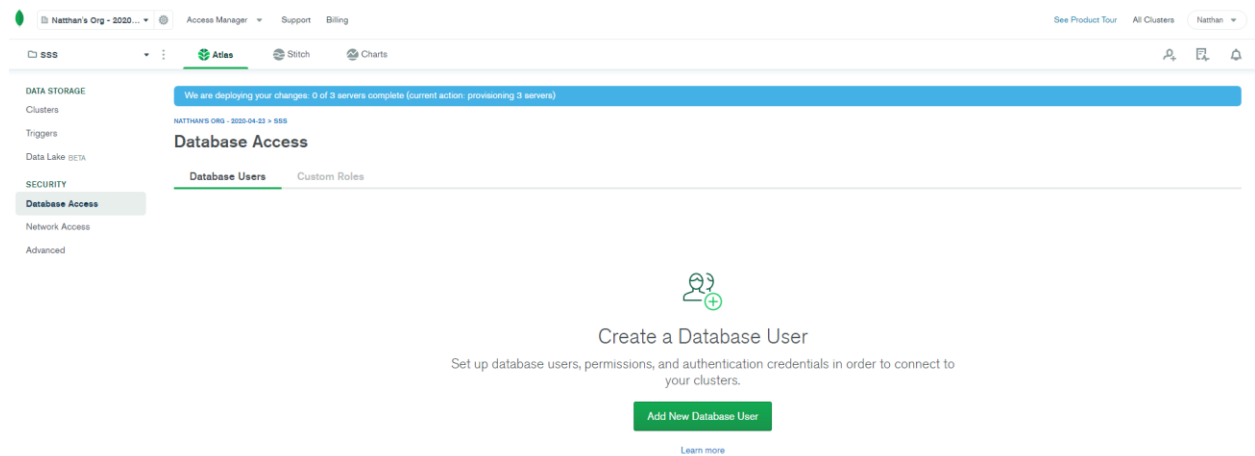 Natthan's Org - 2020... Access Manager Support Billing See Product Tour All Clusters Natthan
SSS Atlas Stitch Charts
DATA STORAGE
Clusters
Triggers
Data Lake BETA
SECURITY
Database Access
Network Access
Advanced
We are deploying your changes: 0 of 3 servers complete (current action: provisioning 3 servers)
NATTHAN'S ORG - 2020-04-23 > SSS
Database Access
Database Users Custom Roles
Create a Database User
Set up database users, permissions, and authentication credentials in order to connect to
your clusters.
Add New Database User
Learn more